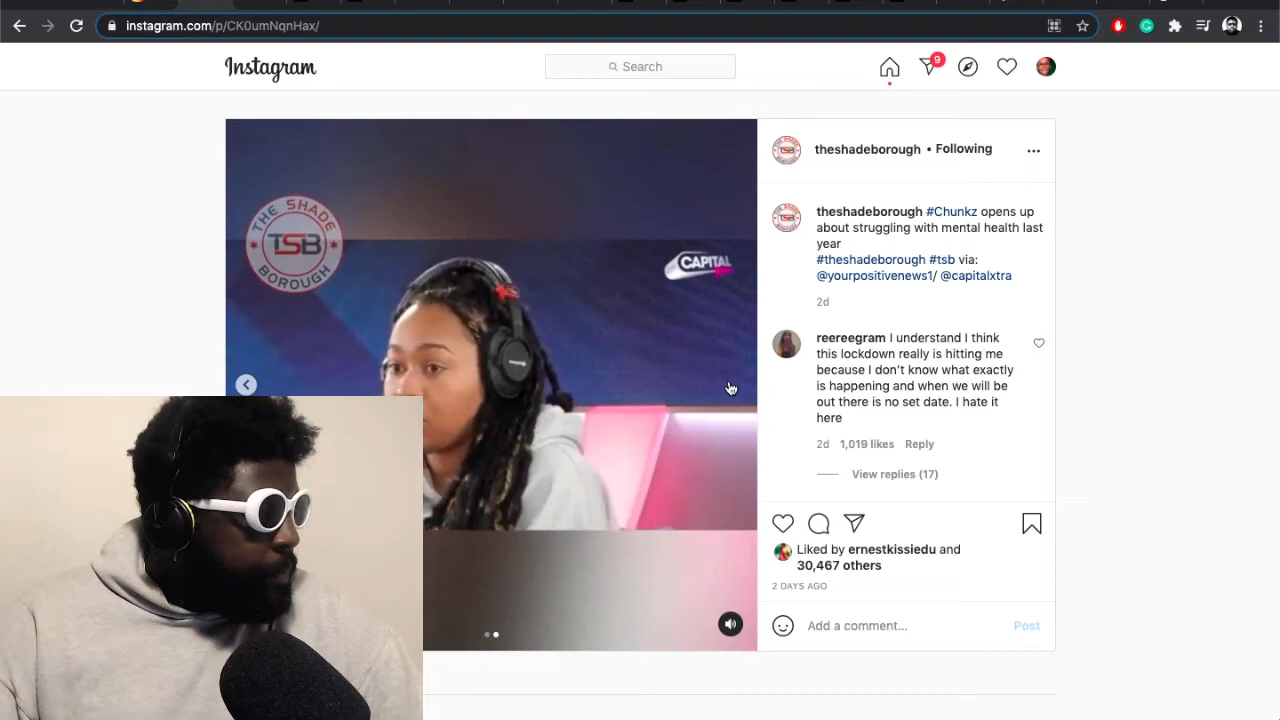 instagram.com/p/CK0umNqnHax/
Instagram
Search
9
THE SHADE
TSB
BOROUGH
CAPITAL
theshadeborough • Following
theshadeborough #Chunkz opens up
about struggling with mental health last
year
#theshadeborough #tsb via:
@yourpositivenews1/ @capitalxtra
2d
reereegram I understand I think
this lockdown really is hitting me
because I don't know what exactly
is happening and when we will be
out there is no set date. I hate it
here
2d 1,019 likes Reply
View replies (17)
Liked by ernestkissiedu and
30,467 others
2 DAYS AGO
Add a comment... Post